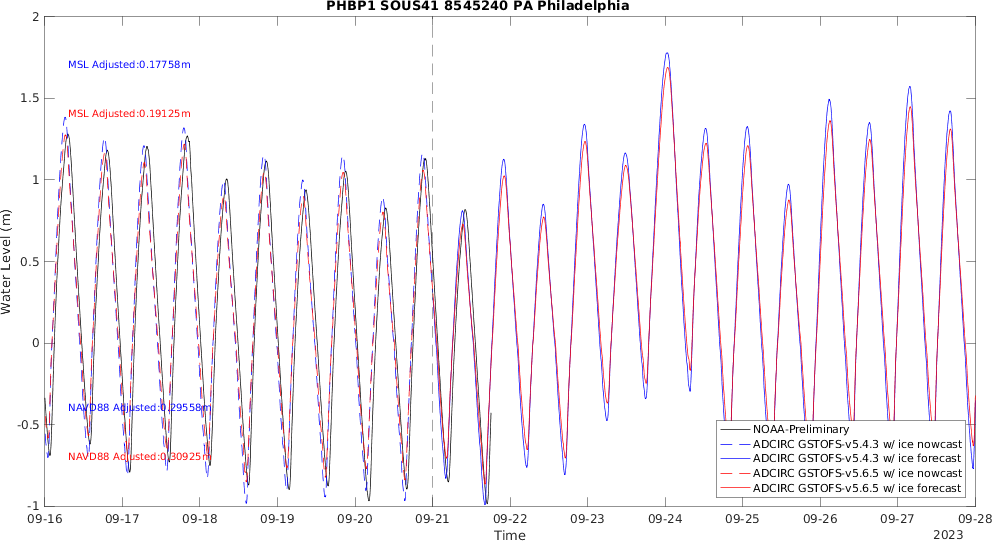 PHBP1 SOUS41 8545240 PA Philadelphia
2
1.5
1
0.5
0
-0.5
-1
Water Level (m)
MSL Adjusted:0.17758m
MSL Adjusted:0.19125m
NAVD88 Adjusted:0.29558m
NAVD88 Adjusted:0.30925m
NOAA-Preliminary
ADCIRC GSTOFS-v5.4.3 w/ ice nowcast
ADCIRC GSTOFS-v5.4.3 w/ ice forecast
ADCIRC GSTOFS-v5.6.5 w/ ice nowcast
ADCIRC GSTOFS-v5.6.5 w/ ice forecast
09-16 09-17 09-18 09-19 09-20 09-21 09-22 09-23 09-24 09-25 09-26 09-27 09-28
Time
2023